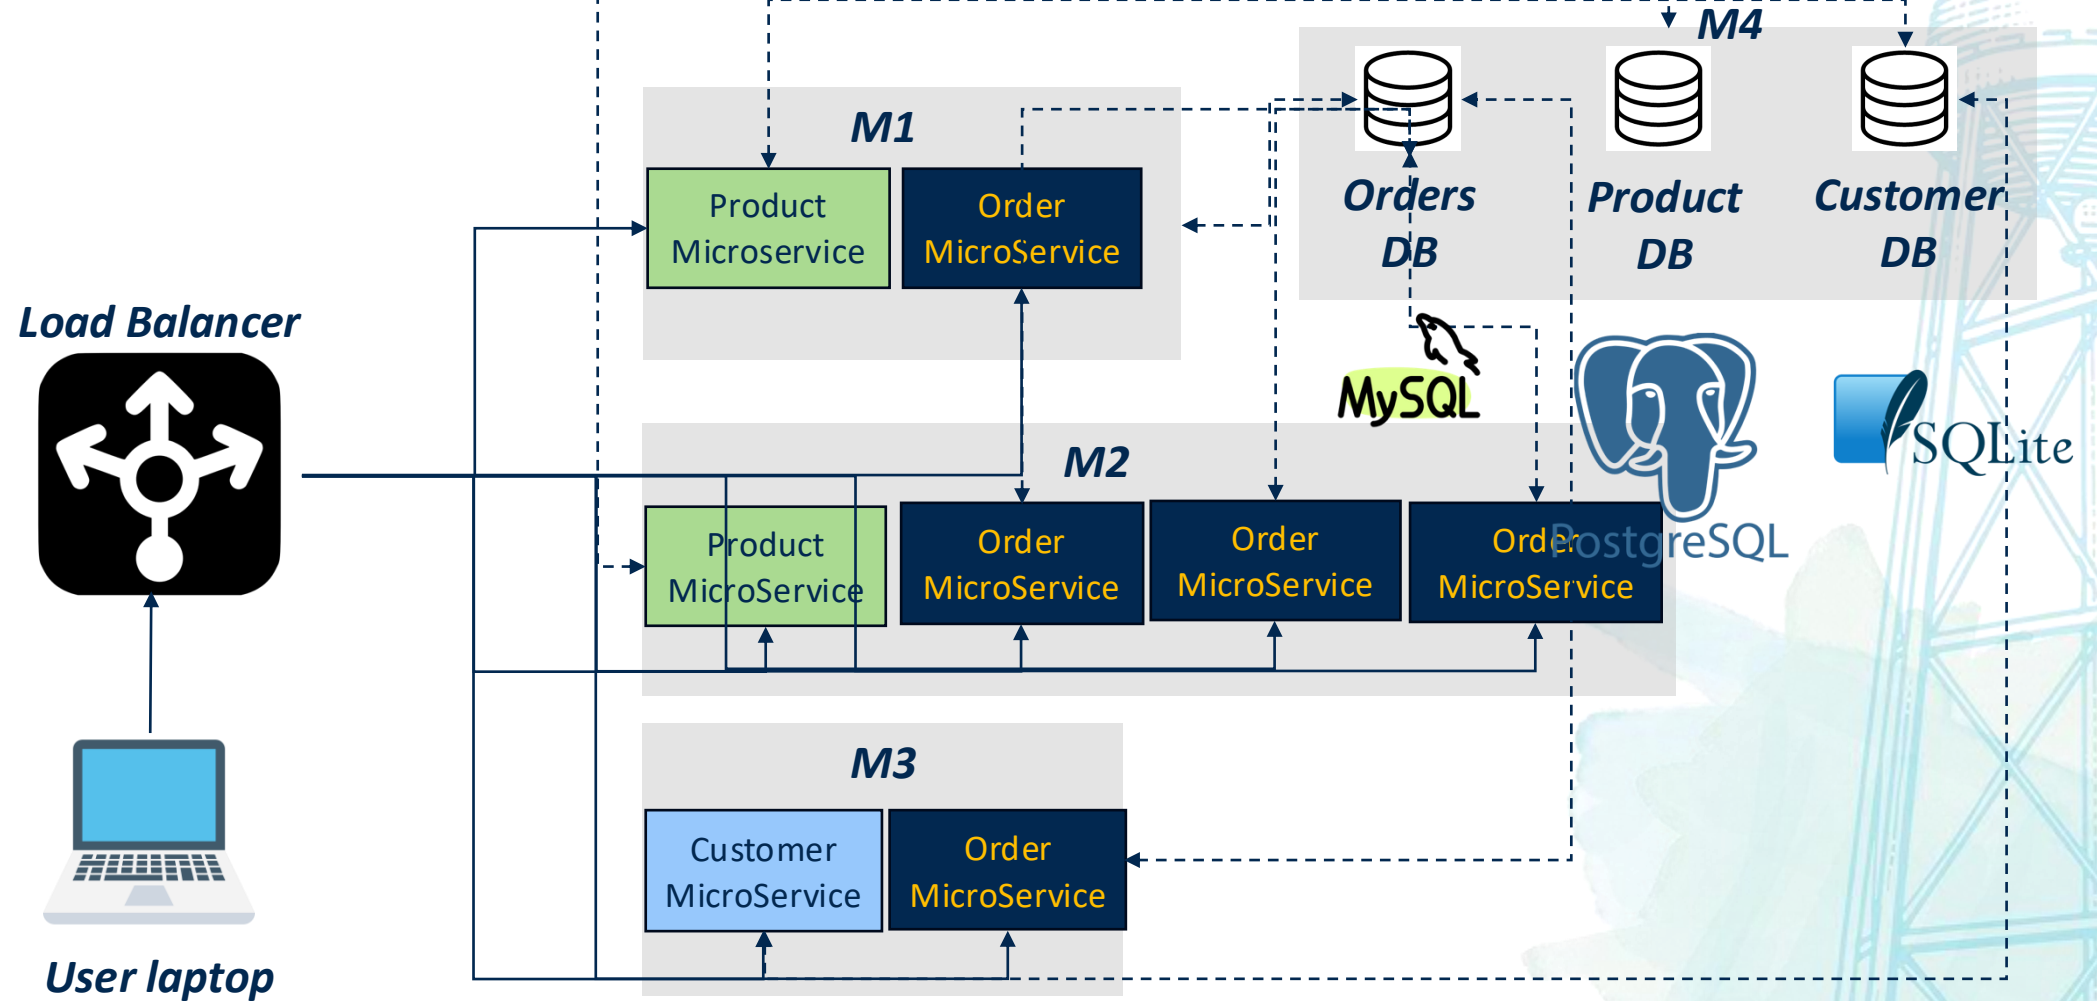 M4
M1
Product
Microservice
Order
MicroService
Orders
DB
Product
DB
Customer
DB
Load Balancer
MySQL
PostgreSQL
SQLite
M2
Product
MicroService
Order
MicroService
Order
MicroService
Order
MicroService
M3
Customer
MicroService
Order
MicroService
User laptop